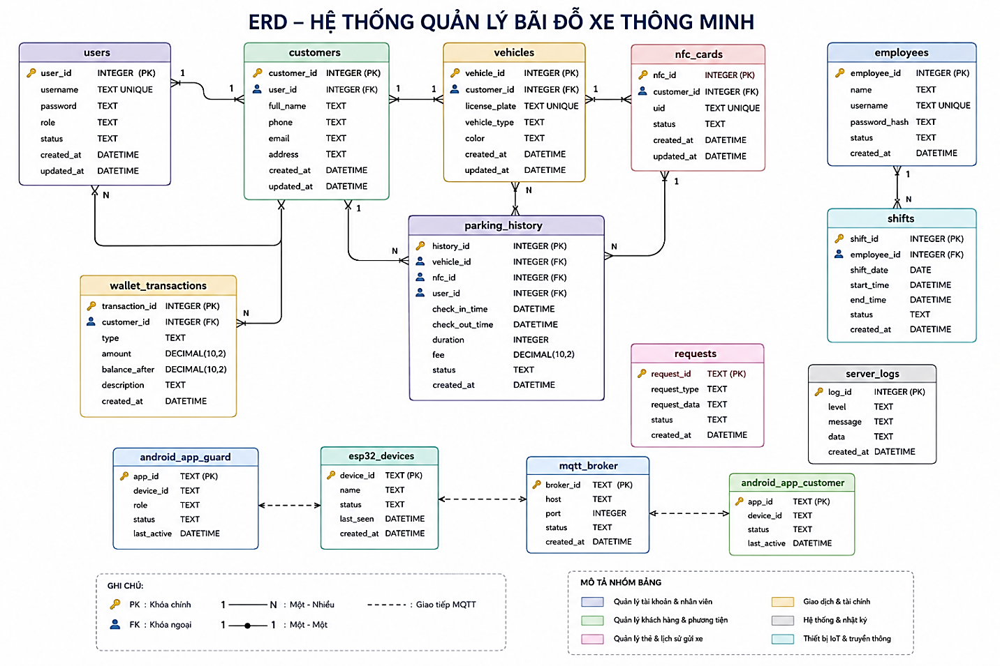 ERD – HỆ THỐNG QUẢN LÝ BÃI ĐỖ XE THÔNG MINH
users
user_id INTEGER (PK)
username TEXT UNIQUE
password TEXT
role TEXT
status TEXT
created_at DATETIME
updated_at DATETIME
1
1
N
customers
customer_id INTEGER (PK)
user_id INTEGER (FK)
full_name TEXT
phone TEXT
email TEXT
address TEXT
created_at DATETIME
updated_at DATETIME
1
1
1
vehicles
vehicle_id INTEGER (PK)
customer_id INTEGER (FK)
license_plate TEXT UNIQUE
vehicle_type TEXT
color TEXT
created_at DATETIME
updated_at DATETIME
1
N
nfc_cards
nfc_id INTEGER (PK)
customer_id INTEGER (FK)
uid TEXT UNIQUE
status TEXT
created_at DATETIME
updated_at DATETIME
1
employees
employee_id INTEGER (PK)
name TEXT
username TEXT UNIQUE
password_hash TEXT
status TEXT
created_at DATETIME
1
N
shifts
shift_id INTEGER (PK)
employee_id INTEGER (FK)
shift_date DATE
start_time DATETIME
end_time DATETIME
status TEXT
created_at DATETIME
parking_history
history_id INTEGER (PK)
vehicle_id INTEGER (FK)
nfc_id INTEGER (FK)
user_id INTEGER (FK)
check_in_time DATETIME
check_out_time DATETIME
duration INTEGER
fee DECIMAL(10,2)
status TEXT
created_at DATETIME
N
N
wallet_transactions
transaction_id INTEGER (PK)
customer_id INTEGER (FK)
type TEXT
amount DECIMAL(10,2)
balance_after DECIMAL(10,2)
description TEXT
created_at DATETIME
N
requests
request_id TEXT (PK)
request_type TEXT
request_data TEXT
status TEXT
created_at DATETIME
server_logs
log_id INTEGER (PK)
level TEXT
message TEXT
data TEXT
created_at DATETIME
android_app_guard
app_id TEXT (PK)
device_id TEXT
role TEXT
status TEXT
last_active DATETIME
esp32_devices
device_id TEXT (PK)
name TEXT
status TEXT
last_seen DATETIME
created_at DATETIME
mqtt_broker
broker_id TEXT (PK)
host TEXT
port INTEGER
status TEXT
created_at DATETIME
android_app_customer
app_id TEXT (PK)
device_id TEXT
status TEXT
last_active DATETIME
GHI CHÚ:
PK : Khóa chính 1 N : Một - Nhiều : Giao tiếp MQTT
FK : Khóa ngoại 1 1 : Một - Một
MÔ TẢ NHÓM BẢNG
Quản lý tài khoản & nhân viên Giao dịch & tài chính
Quản lý khách hàng & phương tiện Hệ thống & nhật ký
Quản lý thẻ & lịch sử gửi xe Thiết bị IoT & truyền thông